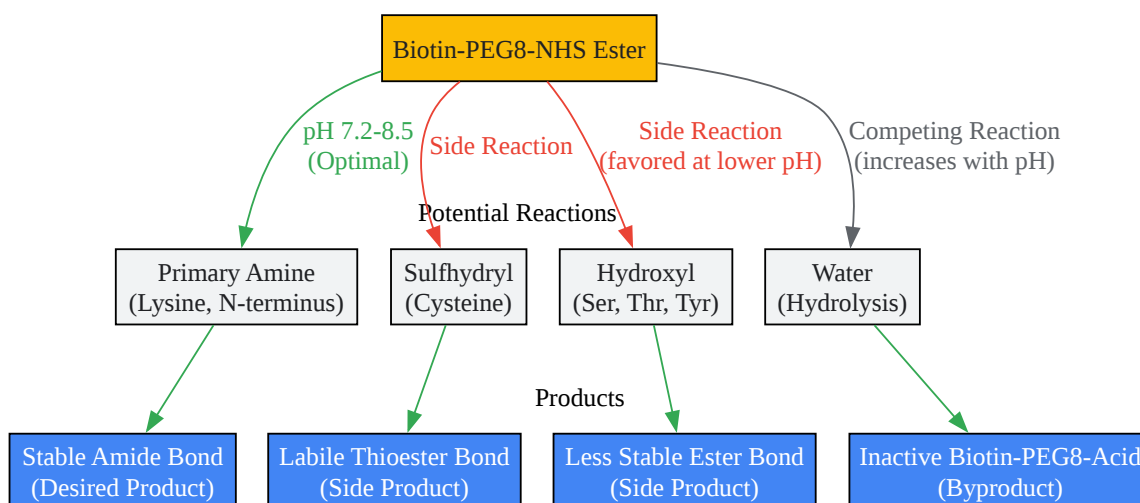 Biotin-PEG8-NHS Ester
pH 7.2-8.5
(Optimal)
Side Reaction
Side Reaction
(favored at lower pH)
Competing Reaction
(increases with pH)
Potential Reactions
Primary Amine
(Lysine, N-terminus)
Sulfhydryl
(Cysteine)
Hydroxyl
(Ser, Thr, Tyr)
Water
(Hydrolysis)
Products
Stable Amide Bond
(Desired Product)
Labile Thioester Bond
(Side Product)
Less Stable Ester Bond
(Side Product)
Inactive Biotin-PEG8-Acid
(Byproduct)